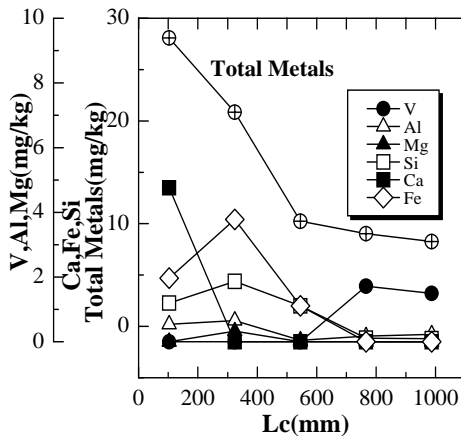 10
8
6
4
2
0
V,Al,Mg(mg/kg)
Ca,Fe,Si
Total Metals(mg/kg)
30
20
10
0
Total Metals
V
Al
Mg
Si
Ca
Fe
0 200 400 600 800 1000
Lc(mm)